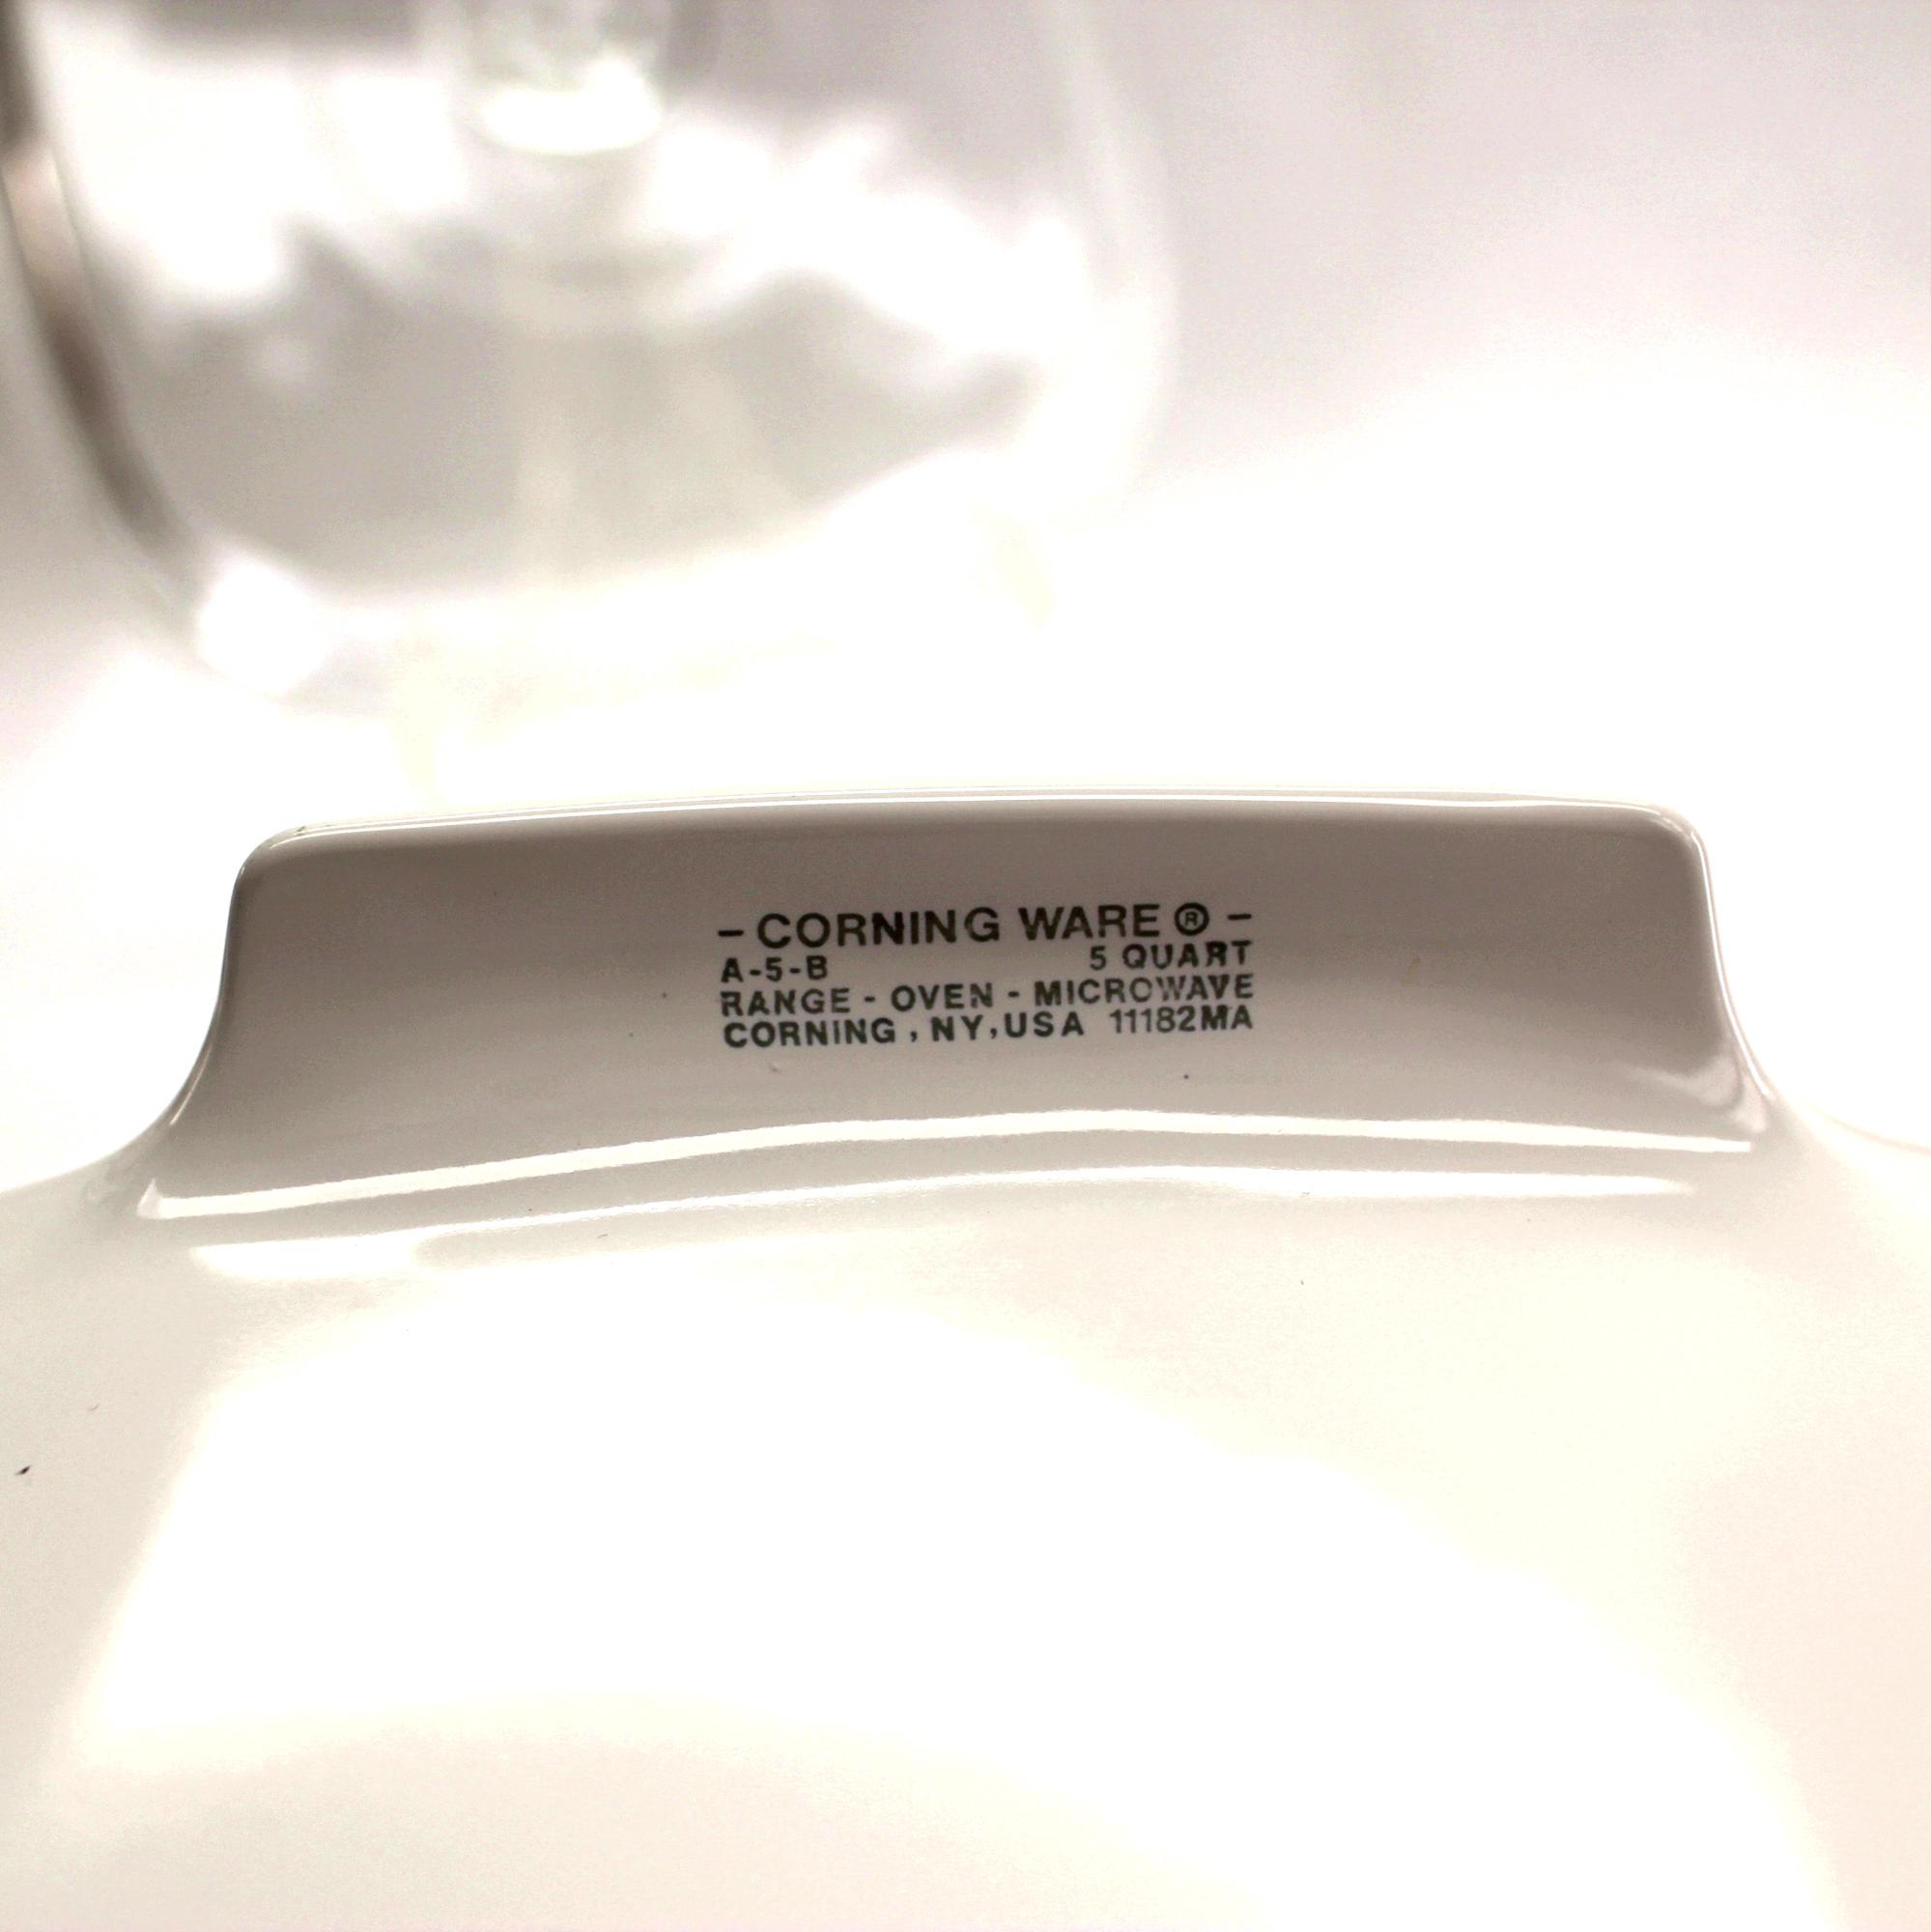 - CORNING WARE ® -
A-5-B 5 QUART
RANGE - OVEN - MICROWAVE
CORNING, NY, USA 11182MA